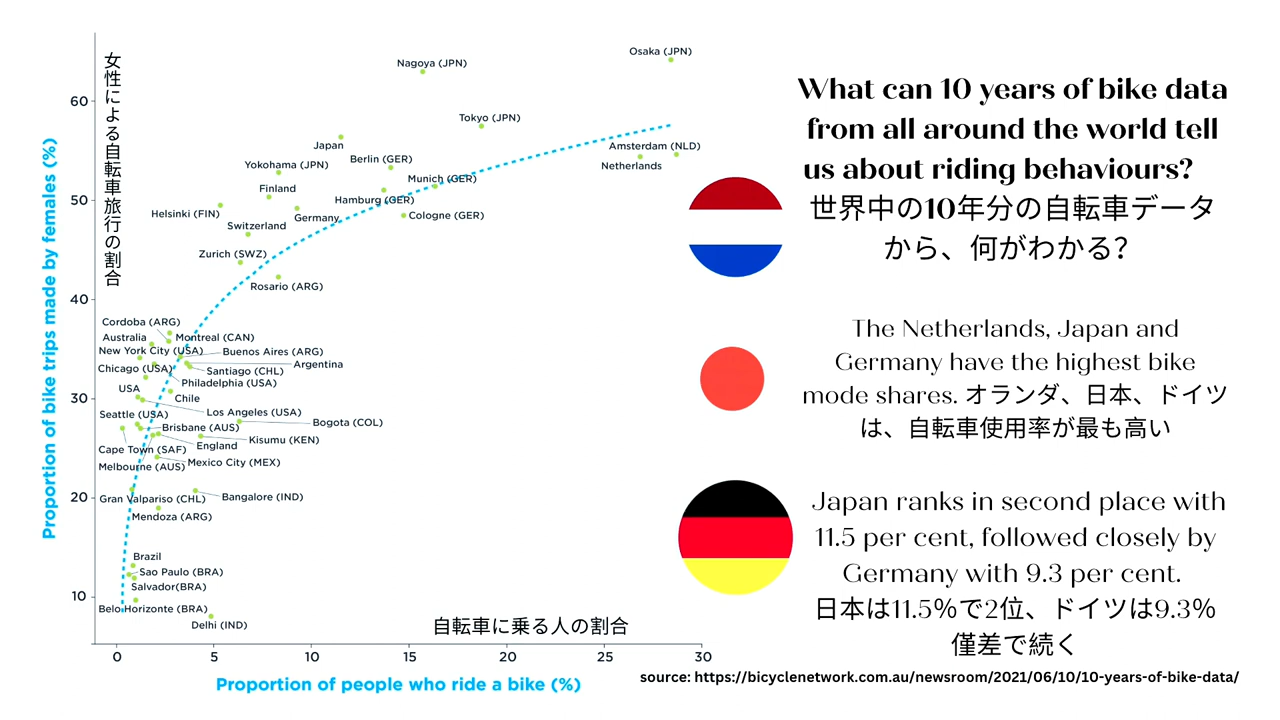 女性による自転車旅行の割合
Proportion of bike trips made by females (%)
60
50
40
30
20
10
Osaka (JPN)
Nagoya (JPN)
Tokyo (JPN)
Japan
Amsterdam (NLD)
Netherlands
Berlin (GER)
Yokohama (JPN)
Munich (GER)
Finland
Hamburg (GER)
Helsinki (FIN)
Germany
Cologne (GER)
Switzerland
Zurich (SWZ)
Rosario (ARG)
Cordoba (ARG)
Australia
Montreal (CAN)
New York City (USA)
Buenos Aires (ARG)
Argentina
Chicago (USA)
Santiago (CHL)
Philadelphia (USA)
USA
Chile
Los Angeles (USA)
Seattle (USA)
Bogota (COL)
Brisbane (AUS)
Kisumu (KEN)
England
Cape Town (SAF)
Mexico City (MEX)
Melbourne (AUS)
Gran Valpariso (CHL)
Bangalore (IND)
Mendoza (ARG)
Brazil
Sao Paulo (BRA)
Salvador(BRA)
Belo Horizonte (BRA)
Delhi (IND)
自転車に乗る人の割合
0
5
10
15
20
25
30
Proportion of people who ride a bike (%)
What can 10 years of bike data
from all around the world tell
us about riding behaviours?
世界中の10年分の自転車データ
から、何がわかる？
The Netherlands, Japan and
Germany have the highest bike
mode shares. オランダ、日本、ドイツ
は、自転車使用率が最も高い
Japan ranks in second place with
11.5 per cent, followed closely by
Germany with 9.3 per cent.
日本は11.5％で2位、ドイツは9.3％
僅差で続く
source: https://bicyclenetwork.com.au/newsroom/2021/06/10/10-years-of-bike-data/